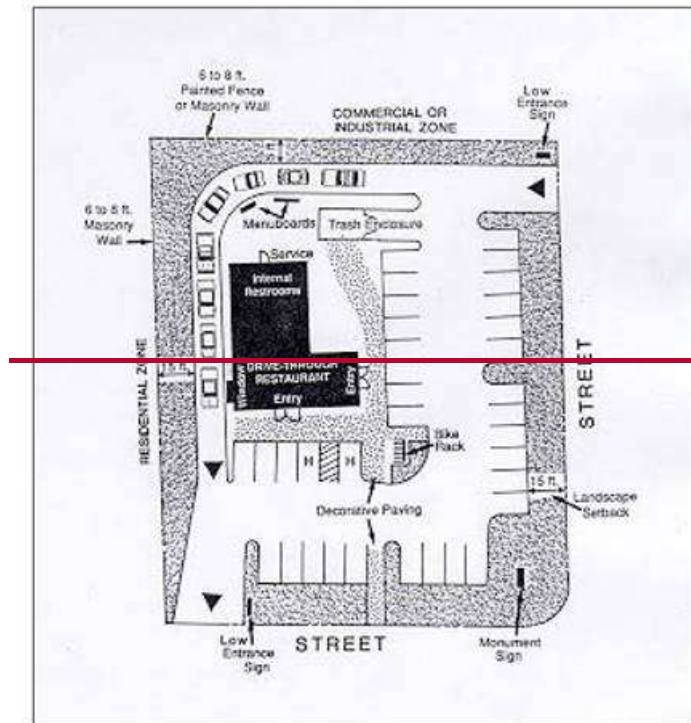 6 to 8 ft.
Painted Fence
or Masonry Wall
Low
Entrance
Sign
COMMERCIAL OR
INDUSTRIAL ZONE
6 to 8 ft.
Masonry
Wall
Menuboards
Trash Enclosure
Service
Internal
Restrooms
RESIDENTIAL ZONE
15 ft.
Window
DRIVE-THROUGH
RESTAURANT
Entry
Entry
STREET
Bike
Rack
H
H
15 ft.
Landscape
Setback
Decorative Paving
Low
Entrance
Sign
STREET
Monument
Sign